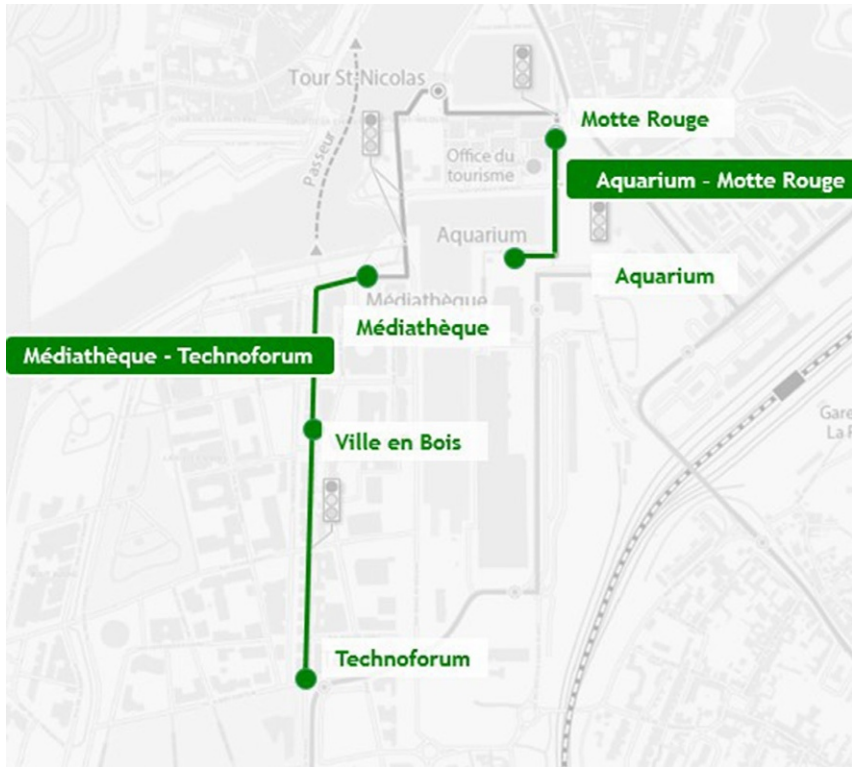 Tour St-Nicolas
Motte Rouge
Passeur
Office du
tourisme
Aquarium - Motte Rouge
Aquarium
Aquarium
Médiathèque
Médiathèque
Médiathèque - Technoforum
Gare
Ville en Bois
Technoforum